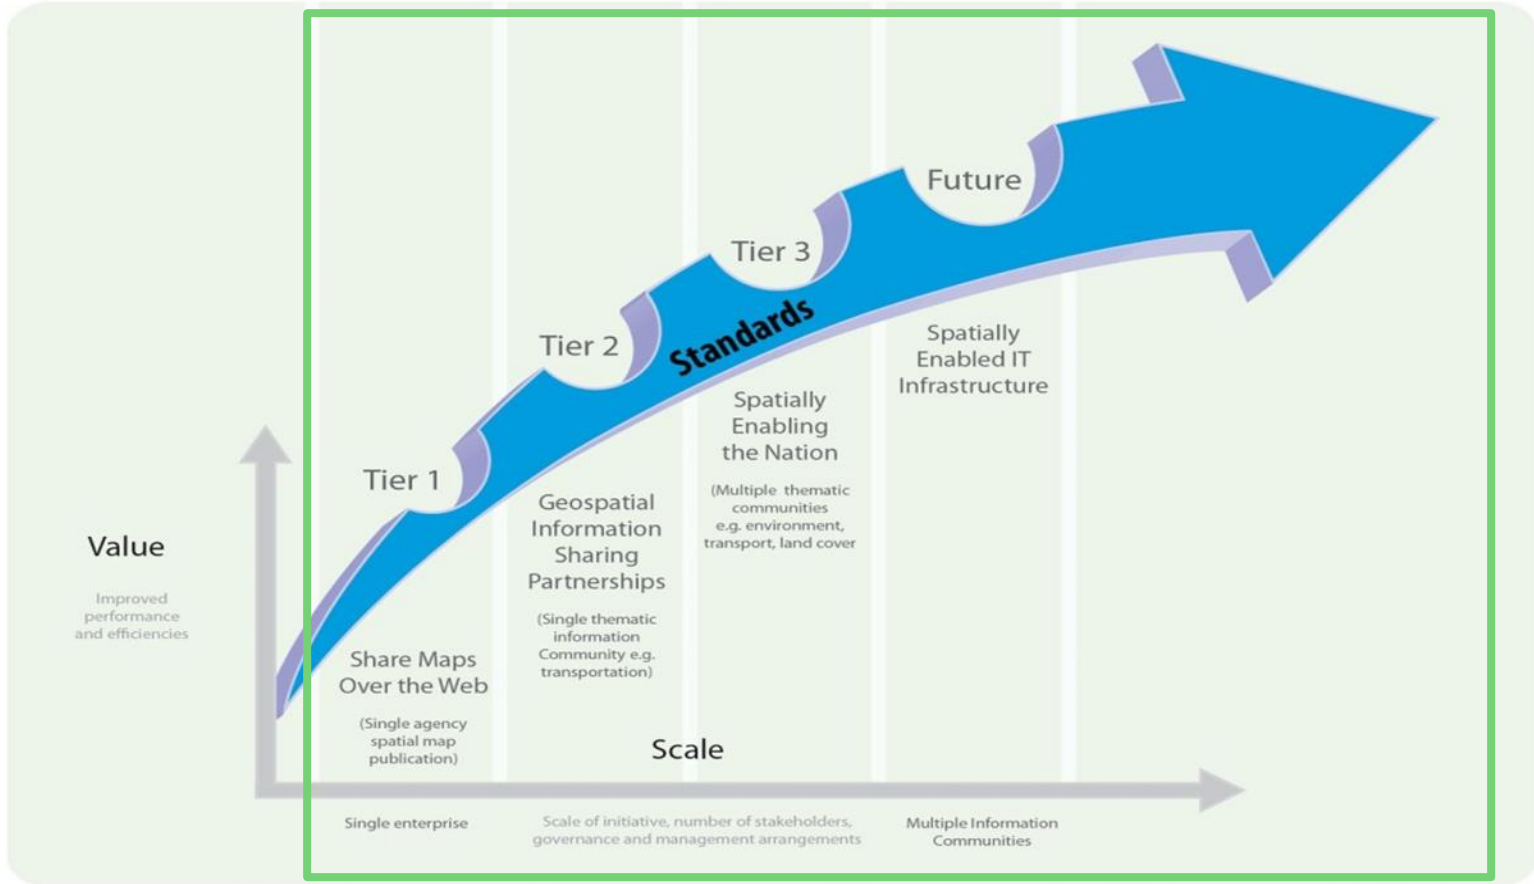 Future
Tier 3
Tier 2
Standards
Tier 1
Spatially
Enabled IT
Infrastructure
Spatially
Enabling
the Nation
(Multiple thematic
communities
e.g. environment,
transport, land cover
Geospatial
Information
Sharing
Partnerships
(Single thematic
information
Community e.g.
transportation)
Value
Improved
performance
and efficiencies
Share Maps
Over the Web
(Single agency
spatial map
publication)
Scale
Single enterprise
Scale of initiative, number of stakeholders,
governance and management arrangements
Multiple Information
Communities